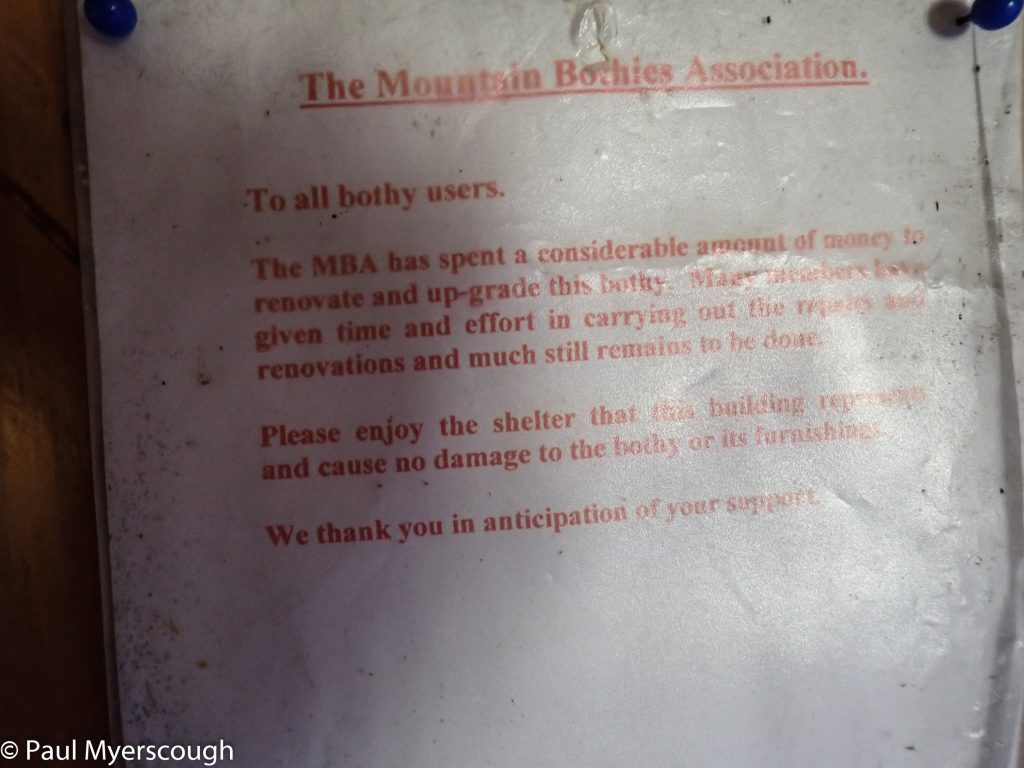 The Mountain Bothies Association.
To all bothy users.
The MBA has spent a considerable amount of money to
renovate and up-grade this bothy. Many members have
given time and effort in carrying out the repairs and
renovations and much still remains to be done.
Please enjoy the shelter that this building represents
and cause no damage to the bothy or its furnishings.
We thank you in anticipation of your support.
© Paul Myerscough